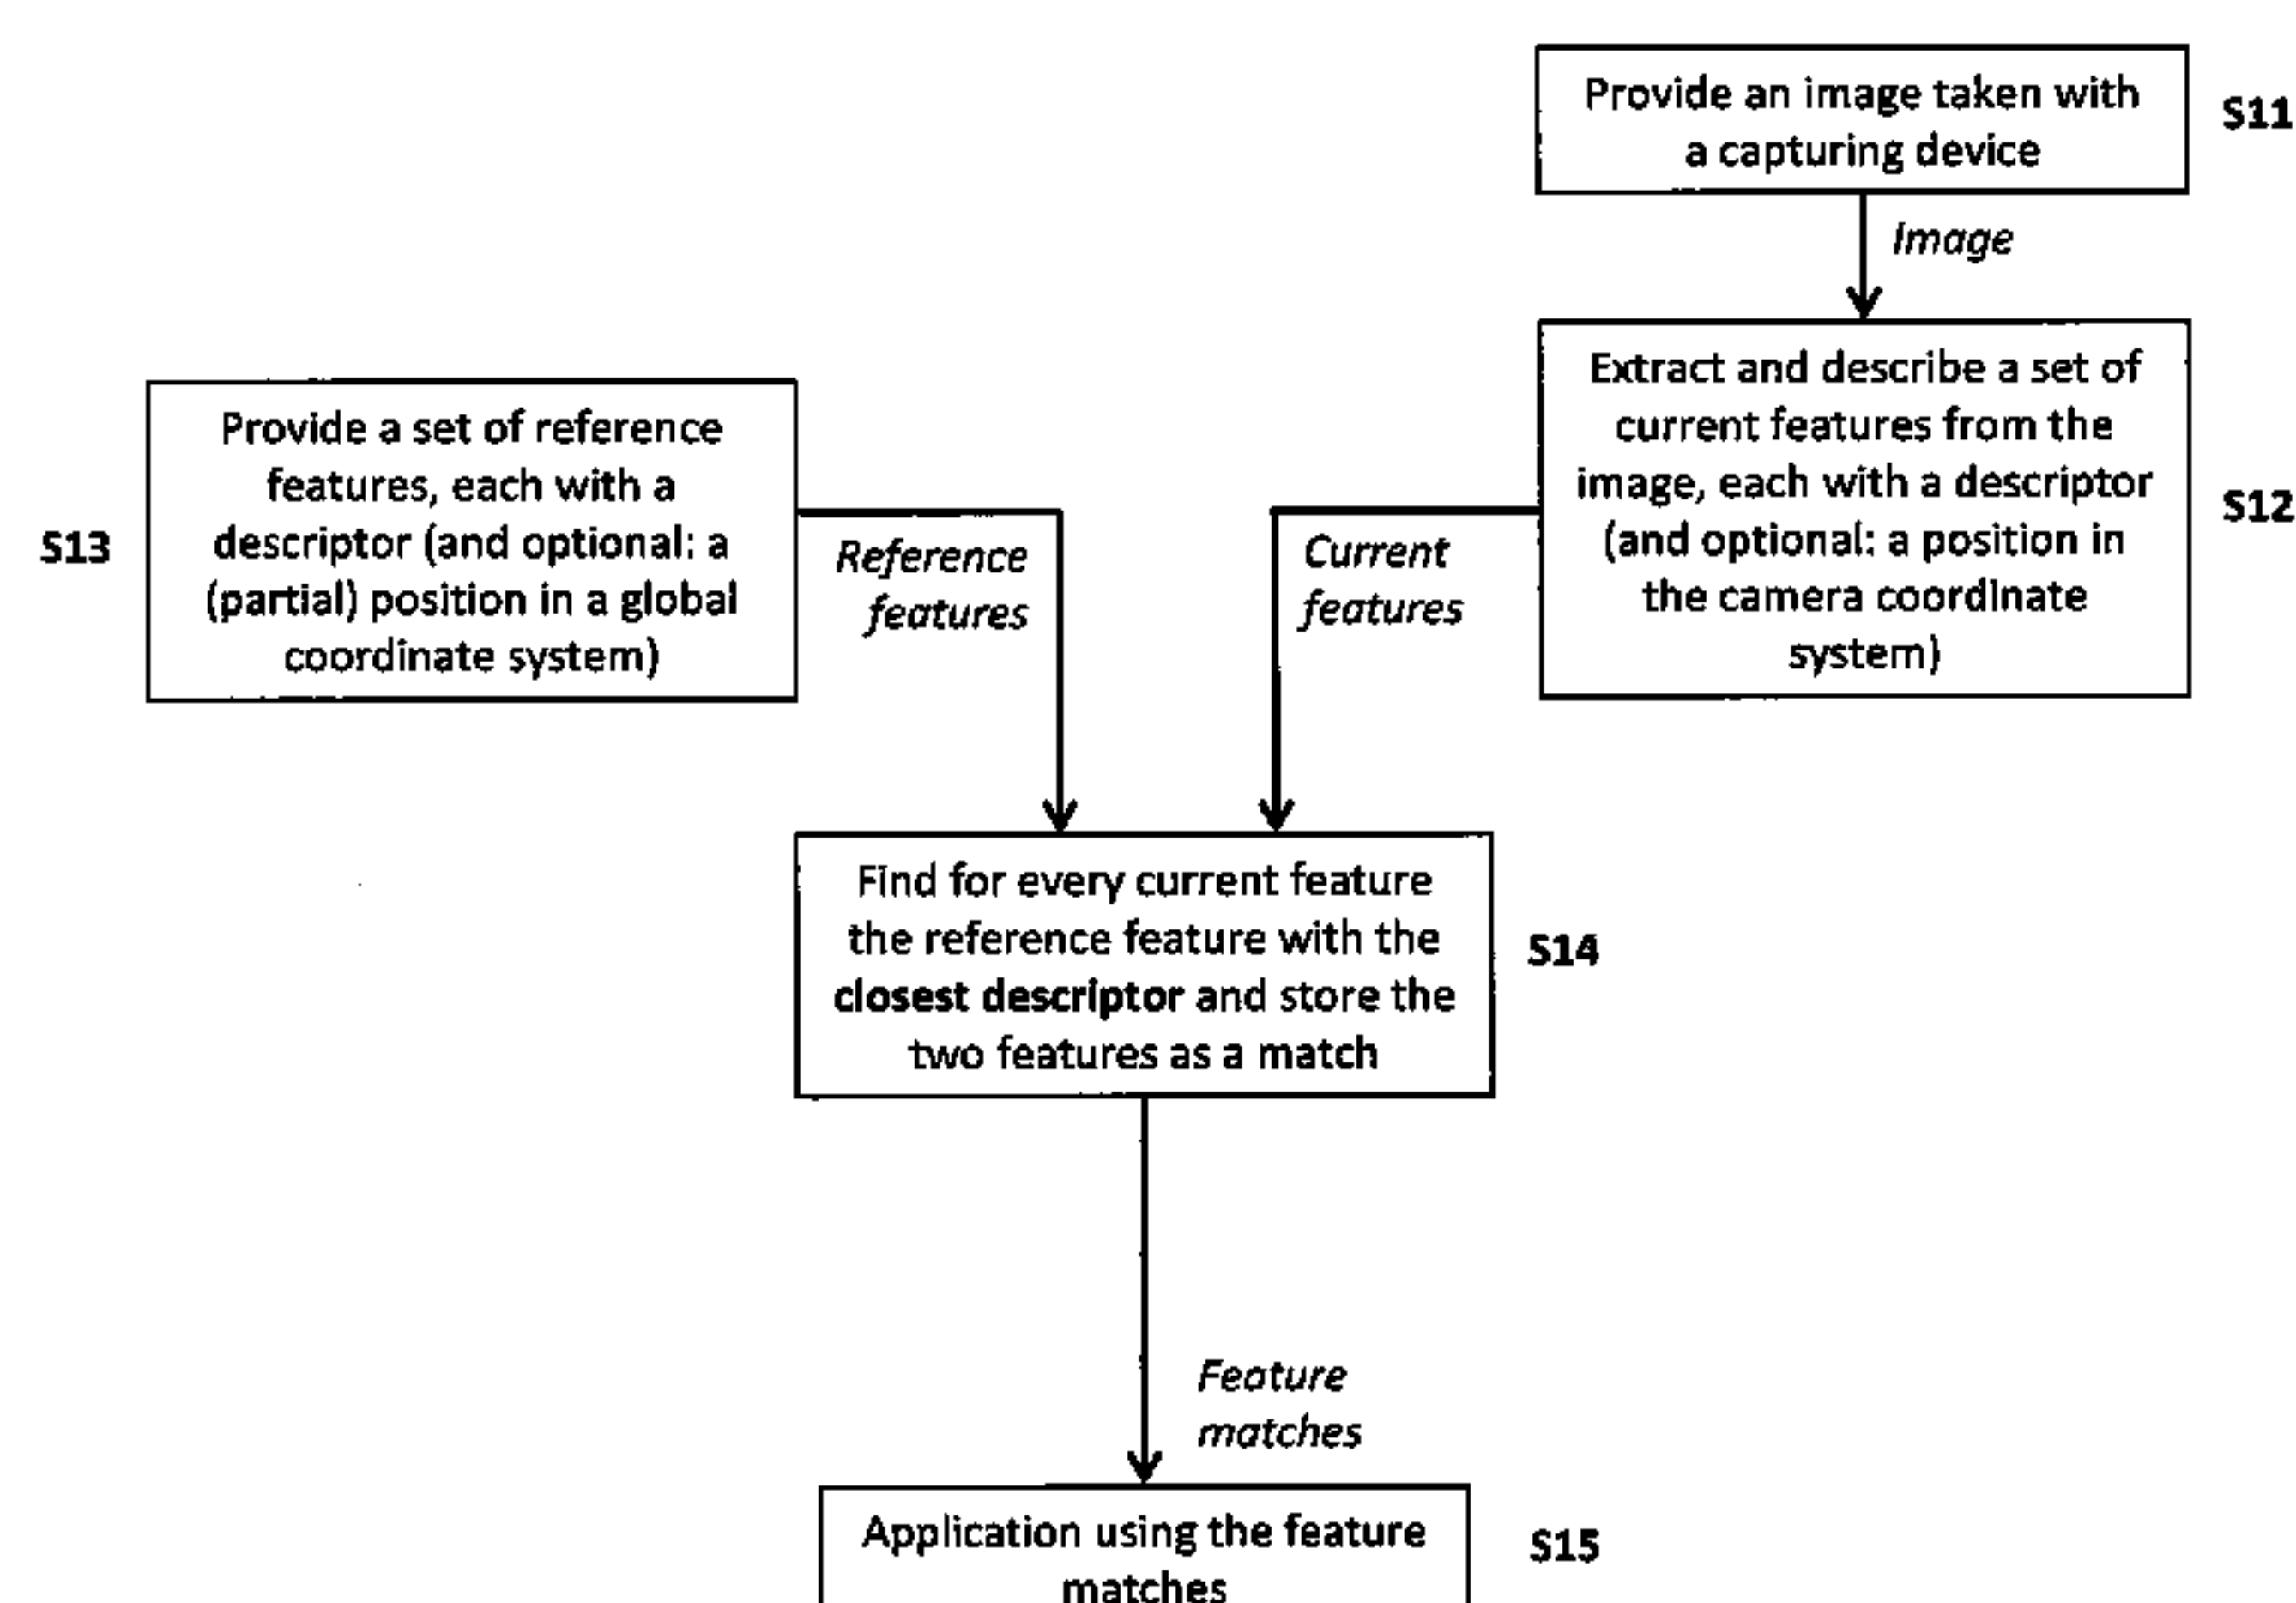 Provide an image taken with
a capturing device
S11
Image
Extract and describe a set of
current features from the
image, each with a descriptor
(and optional: a position in
the camera coordinate
system)
S12
Provide a set of reference
features, each with a
descriptor (and optional: a
(partial) position in a global
coordinate system)
S13
Reference
features
Current
features
Find for every current feature
the reference feature with the
closest descriptor and store the
two features as a match
S14
Feature
matches
Application using the feature
matches
S15